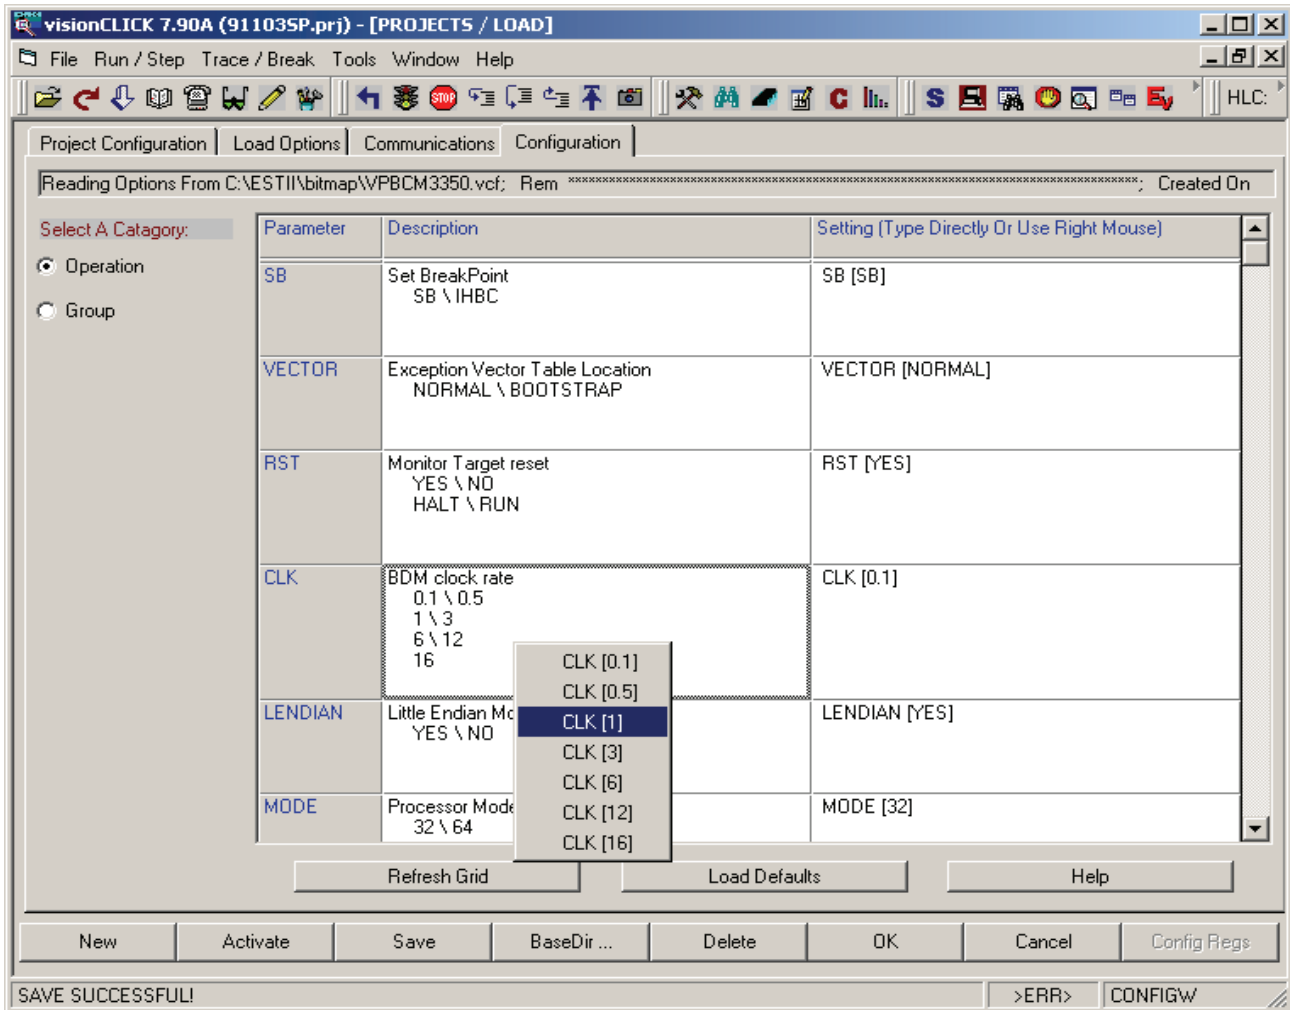 visionCLICK 7.90A (91103SP.prj) - [PROJECTS / LOAD]
File Run / Step Trace / Break Tools Window Help
STOP C S Ev HLC:
Project Configuration Load Options Communications Configuration
Reading Options From C:\ESTII\bitmap\VPBCM3350.vcf; Rem ; Created On
Select A Catagory:
Operation
Group
Parameter Description Setting (Type Directly Or Use Right Mouse)
SB Set BreakPoint SB [SB]
SB \ IHBC
VECTOR Exception Vector Table Location VECTOR [NORMAL]
NORMAL \ BOOTSTRAP
RST Monitor Target reset RST [YES]
YES \ NO
HALT \ RUN
CLK BDM clock rate CLK [0.1]
0.1 \ 0.5
1 \ 3
6 \ 12
16
CLK [0.1]
CLK [0.5]
CLK [1]
CLK [3]
CLK [6]
CLK [12]
CLK [16]
LENDIAN Little Endian Mo LENDIAN [YES]
YES \ NO
MODE Processor Mode MODE [32]
32 \ 64
Refresh Grid Load Defaults Help
New Activate Save BaseDir ... Delete OK Cancel Config Regs
SAVE SUCCESSFUL! >ERR> CONFIGW